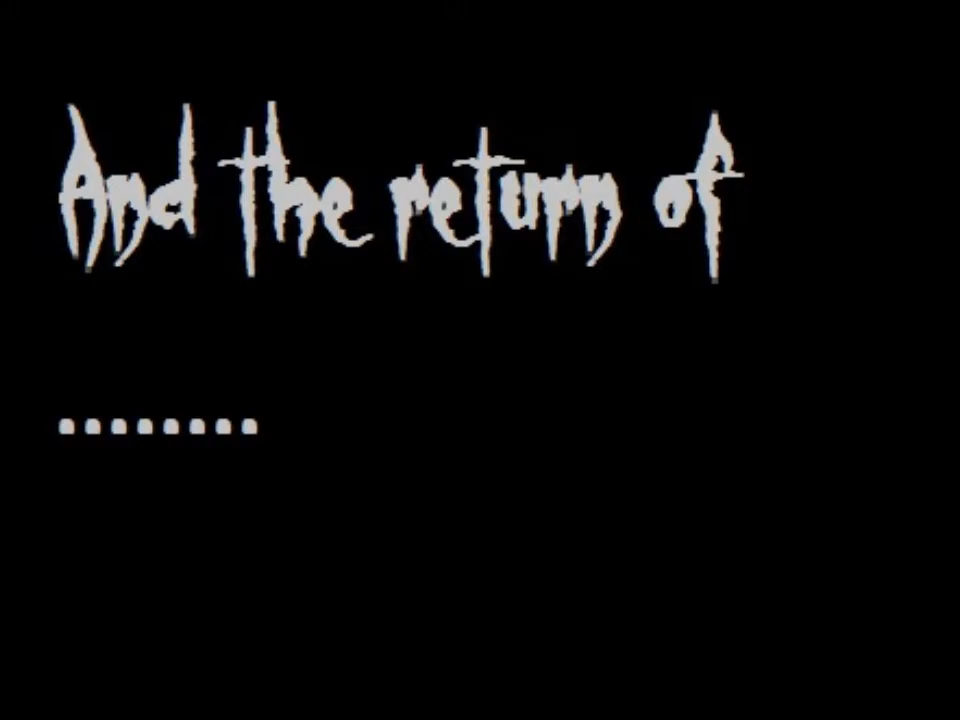 And the return of
........